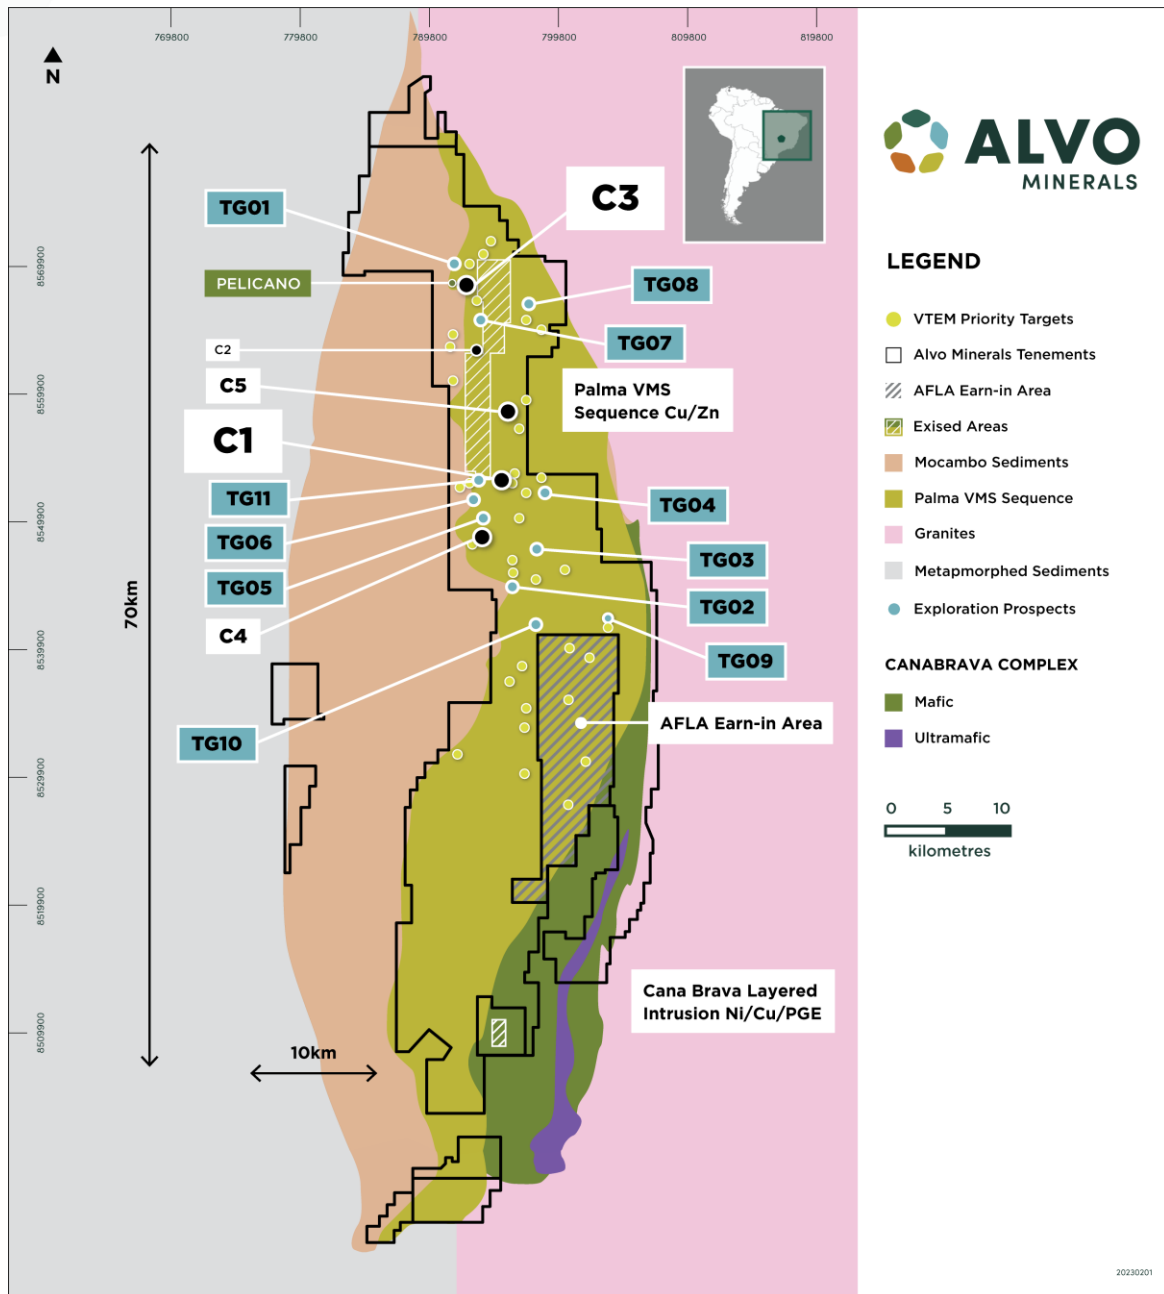 769800
779800
789800
799800
809800
819800
N
8569900
8559900
8549900
8539900
8529900
8519900
8509900
70km
10km
TG01
PELICANO
C2
C5
C1
TG11
TG06
TG05
C4
TG10
C3
TG08
TG07
Palma VMS
Sequence Cu/Zn
TG04
TG03
TG02
TG09
AFLA Earn-in Area
Cana Brava Layered
Intrusion Ni/Cu/PGE
ALVO
MINERALS
LEGEND
VTEM Priority Targets
Alvo Minerals Tenements
AFLA Earn-in Area
Exised Areas
Mocambo Sediments
Palma VMS Sequence
Granites
Metapmorphed Sediments
Exploration Prospects
CANABRAVA COMPLEX
Mafic
Ultramafic
0 5 10
kilometres
20230201